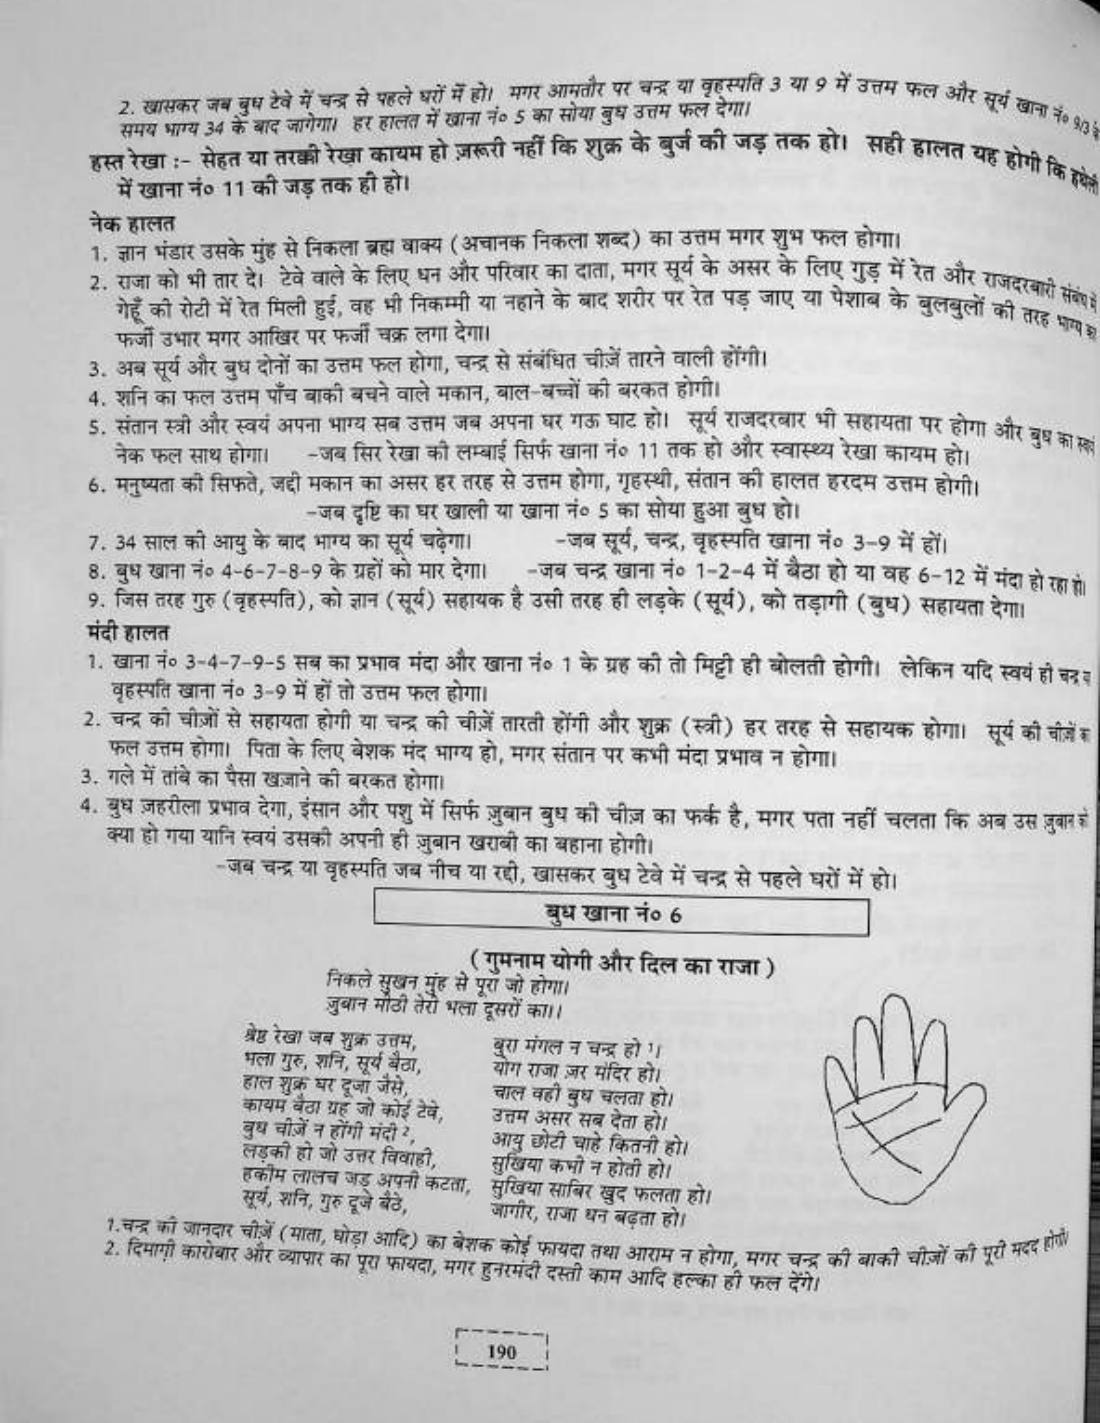 2. खासकर जब बुध टेवे में चन्द्र से पहले घरों में हो। मगर आमतौर पर चन्द्र या वृहस्पति 3 या 9 में उत्तम फल और सूर्य खाना नं० 9/3 के
समय भाग्य 34 के बाद जागेगा। हर हालत में खाना नं० 5 का सोया बुध उत्तम फल देगा।
हस्त रेखा :- सेहत या तरक्की रेखा कायम हो ज़रूरी नहीं कि शुक्र के बुर्ज की जड़ तक हो। सही हालत यह होगी कि हथेली
में खाना नं० 11 की जड़ तक ही हो।
नेक हालत
1. ज्ञान भंडार उसके मुंह से निकला ब्रह्म वाक्य (अचानक निकला शब्द) का उत्तम मगर शुभ फल होगा।
2. राजा को भी तार दे। टेवे वाले के लिए धन और परिवार का दाता, मगर सूर्य के असर के लिए गुड़ में रेत और राजदरबारी संबंध में
गेहूँ की रोटी में रेत मिली हुई, वह भी निकम्मी या नहाने के बाद शरीर पर रेत पड़ जाए या पेशाब के बुलबुलों की तरह भाग्य का
फर्जी उभार मगर आखिर पर फर्जी चक्र लगा देगा।
3. अब सूर्य और बुध दोनों का उत्तम फल होगा, चन्द्र से संबंधित चीज़ें तारने वाली होंगी।
4. शनि का फल उत्तम पाँच बाकी बचने वाले मकान, बाल-बच्चों की बरकत होगी।
5. संतान स्त्री और स्वयं अपना भाग्य सब उत्तम जब अपना घर गऊ घाट हो। सूर्य राजदरबार भी सहायता पर होगा और बुध का स्वयं
नेक फल साथ होगा। -जब सिर रेखा की लम्बाई सिर्फ खाना नं० 11 तक हो और स्वास्थ्य रेखा कायम हो।
6. मनुष्यता की सिफते, जद्दी मकान का असर हर तरह से उत्तम होगा, गृहस्थी, संतान की हालत हरदम उत्तम होगी।
-जब दृष्टि का घर खाली या खाना नं० 5 का सोया हुआ बुध हो।
7. 34 साल की आयु के बाद भाग्य का सूर्य चढ़ेगा। -जब सूर्य, चन्द्र, वृहस्पति खाना नं० 3-9 में हों।
8. बुध खाना नं० 4-6-7-8-9 के ग्रहों को मार देगा। -जब चन्द्र खाना नं० 1-2-4 में बैठा हो या वह 6-12 में मंदा हो रहा हो।
9. जिस तरह गुरु (वृहस्पति), को ज्ञान (सूर्य) सहायक है उसी तरह ही लड़के (सूर्य), को तड़ागी (बुध) सहायता देगा।
मंदी हालत
1. खाना नं० 3-4-7-9-5 सब का प्रभाव मंदा और खाना नं० 1 के ग्रह की तो मिट्टी ही बोलती होगी। लेकिन यदि स्वयं ही चन्द्र य
वृहस्पति खाना नं० 3-9 में हों तो उत्तम फल होगा।
2. चन्द्र की चीज़ों से सहायता होगी या चन्द्र की चीज़ें तारती होंगी और शुक्र (स्त्री) हर तरह से सहायक होगा। सूर्य की चीज़ों का
फल उत्तम होगा। पिता के लिए बेशक मंद भाग्य हो, मगर संतान पर कभी मंदा प्रभाव न होगा।
3. गले में तांबे का पैसा खज़ाने की बरकत होगा।
4. बुध ज़हरीला प्रभाव देगा, इंसान और पशु में सिर्फ ज़ुबान बुध की चीज़ का फर्क है, मगर पता नहीं चलता कि अब उस ज़ुबान को
क्या हो गया यानि स्वयं उसकी अपनी ही ज़ुबान खराबी का बहाना होगी।
-जब चन्द्र या वृहस्पति जब नीच या रद्दी, खासकर बुध टेवे में चन्द्र से पहले घरों में हो।
बुध खाना नं० 6
(गुमनाम योगी और दिल का राजा)
निकले सुखन मुंह से पूरा जो होगा।
ज़ुबान मीठी तेरी भला दूसरों का।।
श्रेष्ठ रेखा जब शुक्र उत्तम, बुरा मंगल न चन्द्र हो ¹।
भला गुरु, शनि, सूर्य बैठा, योग राजा ज़र मंदिर हो।
हाल शुक्र घर दूजा जैसे, चाल वही बुध चलता हो।
कायम बैठा ग्रह जो कोई टेवे, उत्तम असर सब देता हो।
बुध चीज़ें न होंगी मंदी ², आयु छोटी चाहे कितनी हो।
लड़की हो जो उत्तर विवाही, सुखिया कभी न होती हो।
हकीम लालच जड़ अपनी कटता, सुखिया साबिर खुद फलता हो।
सूर्य, शनि, गुरु दूजे बैठे, जागीर, राजा धन बढ़ता हो।
1.चन्द्र की जानदार चीज़ें (माता, घोड़ा आदि) का बेशक कोई फायदा तथा आराम न होगा, मगर चन्द्र की बाकी चीज़ों की पूरी मदद होगी।
2. दिमाग़ी कारोबार और व्यापार का पूरा फायदा, मगर हुनरमंदी दस्ती काम आदि हल्का ही फल देंगे।
190